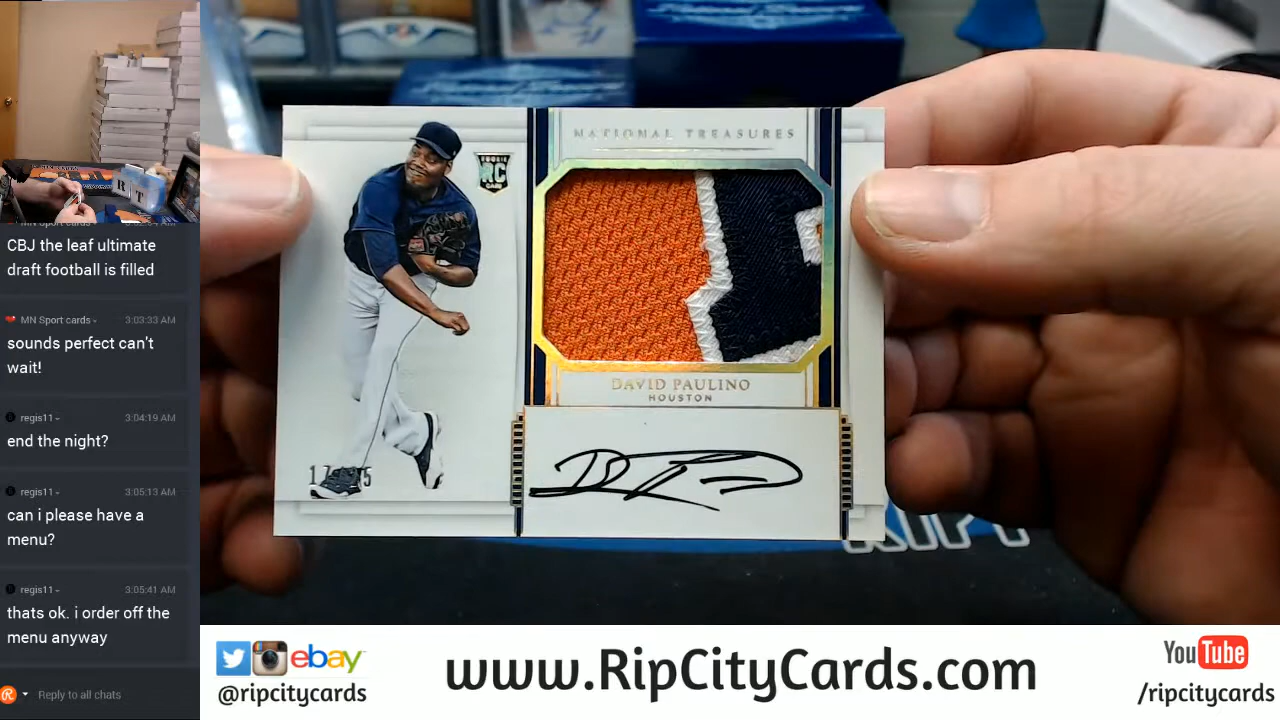 CBJ the leaf ultimate
draft football is filled
MN Sport cards 3:03:33 AM
sounds perfect can't
wait!
regis11 3:04:19 AM
end the night?
regis11 3:05:13 AM
can i please have a
menu?
regis11 3:05:41 AM
thats ok. i order off the
menu anyway
Reply to all chats
NATIONAL TREASURES
ROOKIE
RC
CARD
DAVID PAULINO
HOUSTON
R T
ebay
@ripcitycards
www.RipCityCards.com
YouTube
/ripcitycards